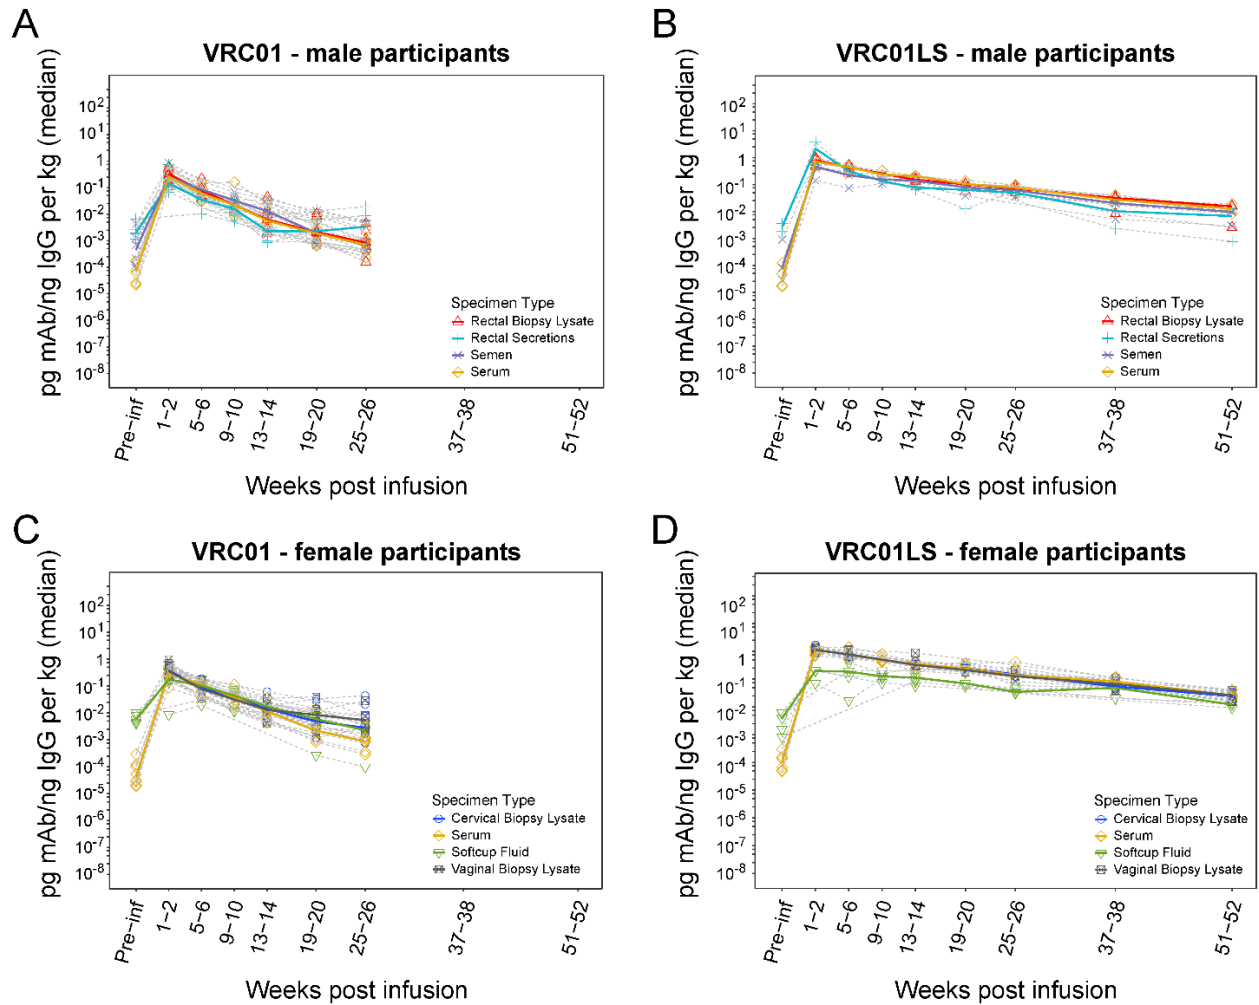 A
VRC01 - male participants
pg mAb/ng IgG per kg (median)
10²
10¹
1
10⁻¹
10⁻²
10⁻³
10⁻⁴
10⁻⁵
10⁻⁶
10⁻⁷
10⁻⁸
Specimen Type
Rectal Biopsy Lysate
Rectal Secretions
Semen
Serum
Pre−inf
1−2
5−6
9−10
13−14
19−20
25−26
37−38
51−52
Weeks post infusion
B
VRC01LS - male participants
pg mAb/ng IgG per kg (median)
10²
10¹
1
10⁻¹
10⁻²
10⁻³
10⁻⁴
10⁻⁵
10⁻⁶
10⁻⁷
10⁻⁸
Specimen Type
Rectal Biopsy Lysate
Rectal Secretions
Semen
Serum
Pre−inf
1−2
5−6
9−10
13−14
19−20
25−26
37−38
51−52
Weeks post infusion
C
VRC01 - female participants
pg mAb/ng IgG per kg (median)
10²
10¹
1
10⁻¹
10⁻²
10⁻³
10⁻⁴
10⁻⁵
10⁻⁶
10⁻⁷
10⁻⁸
Specimen Type
Cervical Biopsy Lysate
Serum
Softcup Fluid
Vaginal Biopsy Lysate
Pre−inf
1−2
5−6
9−10
13−14
19−20
25−26
37−38
51−52
Weeks post infusion
D
VRC01LS - female participants
pg mAb/ng IgG per kg (median)
10²
10¹
1
10⁻¹
10⁻²
10⁻³
10⁻⁴
10⁻⁵
10⁻⁶
10⁻⁷
10⁻⁸
Specimen Type
Cervical Biopsy Lysate
Serum
Softcup Fluid
Vaginal Biopsy Lysate
Pre−inf
1−2
5−6
9−10
13−14
19−20
25−26
37−38
51−52
Weeks post infusion